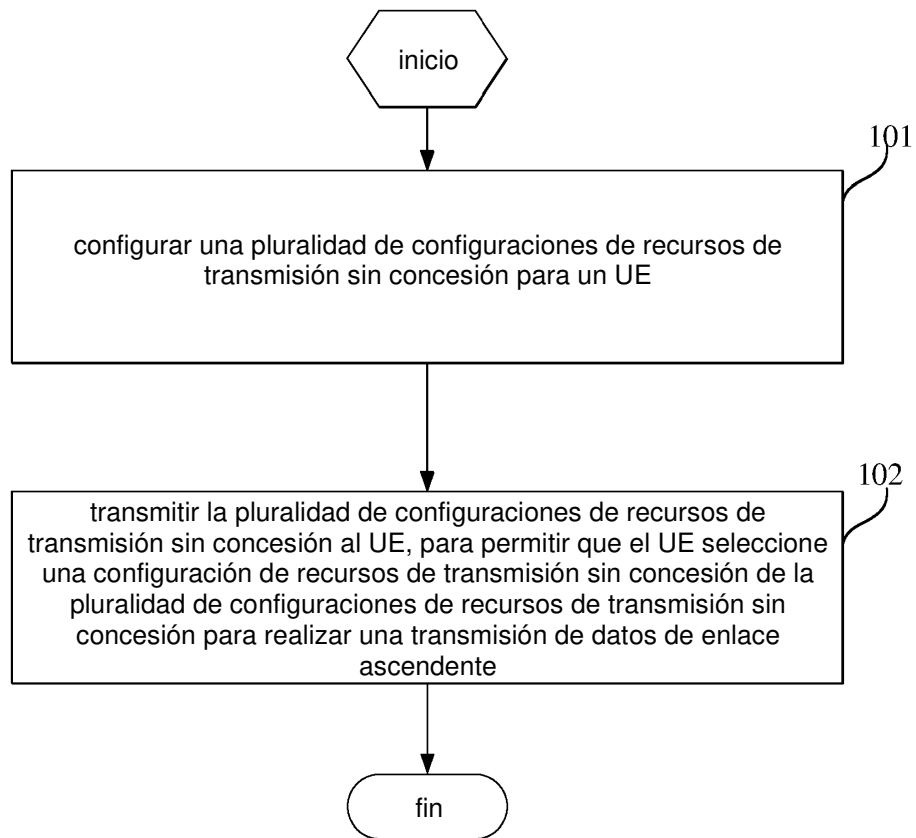 inicio
101
configurar una pluralidad de configuraciones de recursos de
transmisión sin concesión para un UE
102
transmitir la pluralidad de configuraciones de recursos de
transmisión sin concesión al UE, para permitir que el UE seleccione
una configuración de recursos de transmisión sin concesión de la
pluralidad de configuraciones de recursos de transmisión sin
concesión para realizar una transmisión de datos de enlace
ascendente
fin